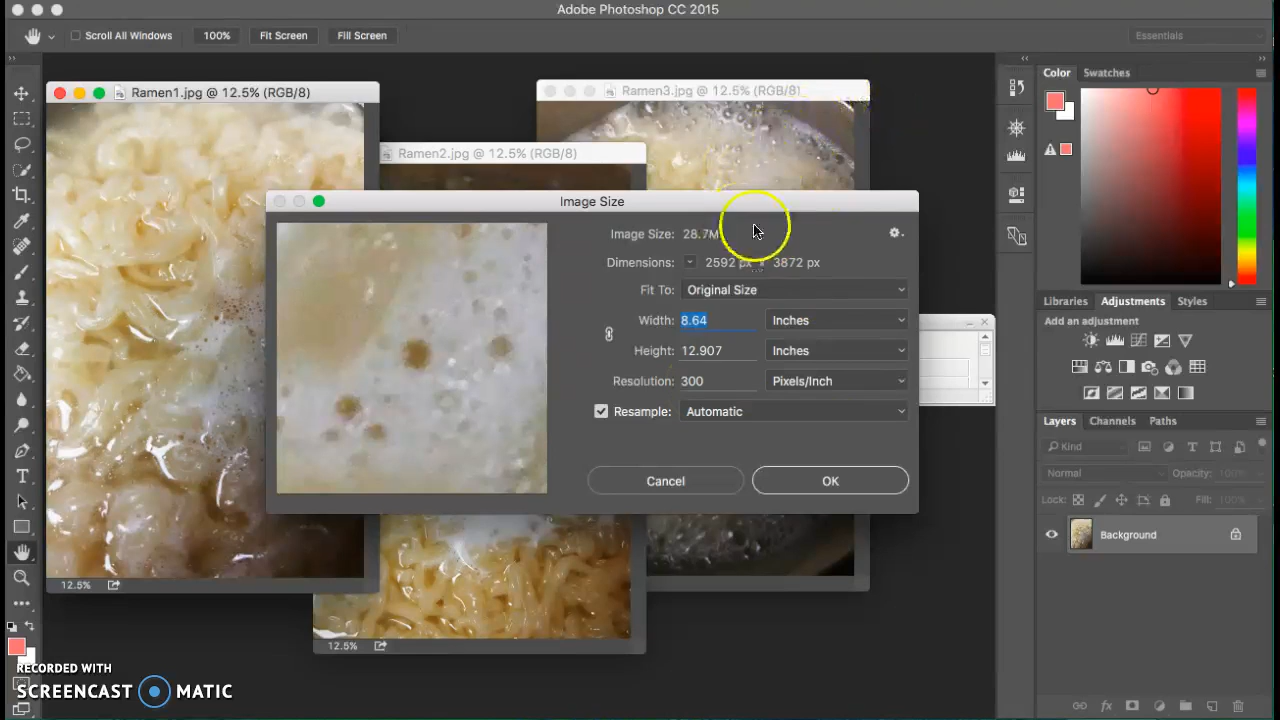 Adobe Photoshop CC 2015
Scroll All Windows 100% Fit Screen Fill Screen Essentials
Ramen1.jpg @ 12.5% (RGB/8)
Ramen3.jpg @ 12.5% (RGB/8)
Ramen2.jpg @ 12.5% (RGB/8)
Image Size
Image Size: 28.7M
Dimensions: 2592 px x 3872 px
Fit To: Original Size
Width: 8.64 Inches
Height: 12.907 Inches
Resolution: 300 Pixels/Inch
Resample: Automatic
Cancel OK
12.5%
12.5%
Color Swatches
Libraries Adjustments Styles
Add an adjustment
Layers Channels Paths
Kind
Normal Opacity: 100%
Lock: Fill: 100%
Background
RECORDED WITH
SCREENCAST MATIC